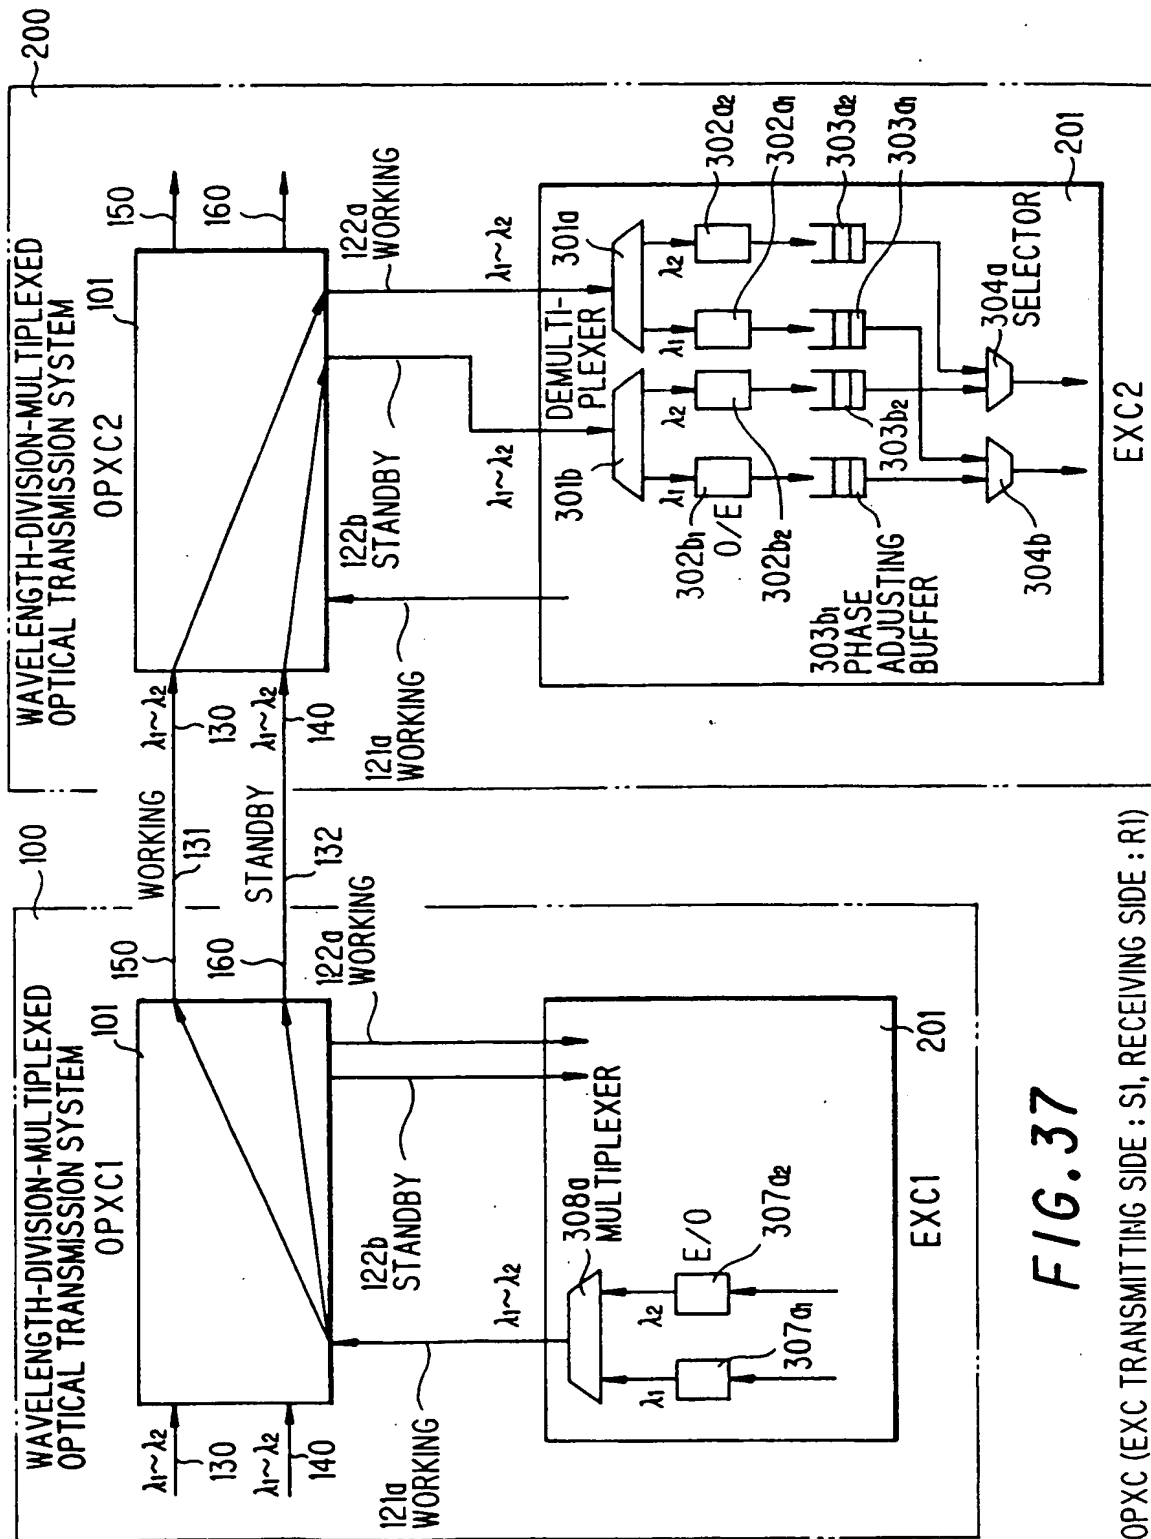 WAVELENGTH-DIVISION-MULTIPLEXED
OPTICAL TRANSMISSION SYSTEM
100
OPXC1
101
λ1~λ2
130
λ1~λ2
140
150
160
121a
WORKING
122b
STANDBY
122a
WORKING
λ1~λ2
308a
MULTIPLEXER
λ1
λ2
E/O
307a1
307a2
201
EXC1
WORKING
131
STANDBY
132
WAVELENGTH-DIVISION-MULTIPLEXED
OPTICAL TRANSMISSION SYSTEM
200
OPXC2
101
λ1~λ2
130
λ1~λ2
140
150
160
121a
WORKING
122b
STANDBY
122a
WORKING
λ1~λ2
λ1~λ2
DEMULTI-
PLEXER
301b
301a
λ1
λ2
λ1
λ2
302b1
O/E
302b2
302a2
302a1
303b1
PHASE
ADJUSTING
BUFFER
303b2
303a2
303a1
304b
304a
SELECTOR
201
EXC2
FIG.37
OPXC (EXC TRANSMITTING SIDE : S1, RECEIVING SIDE : R1)